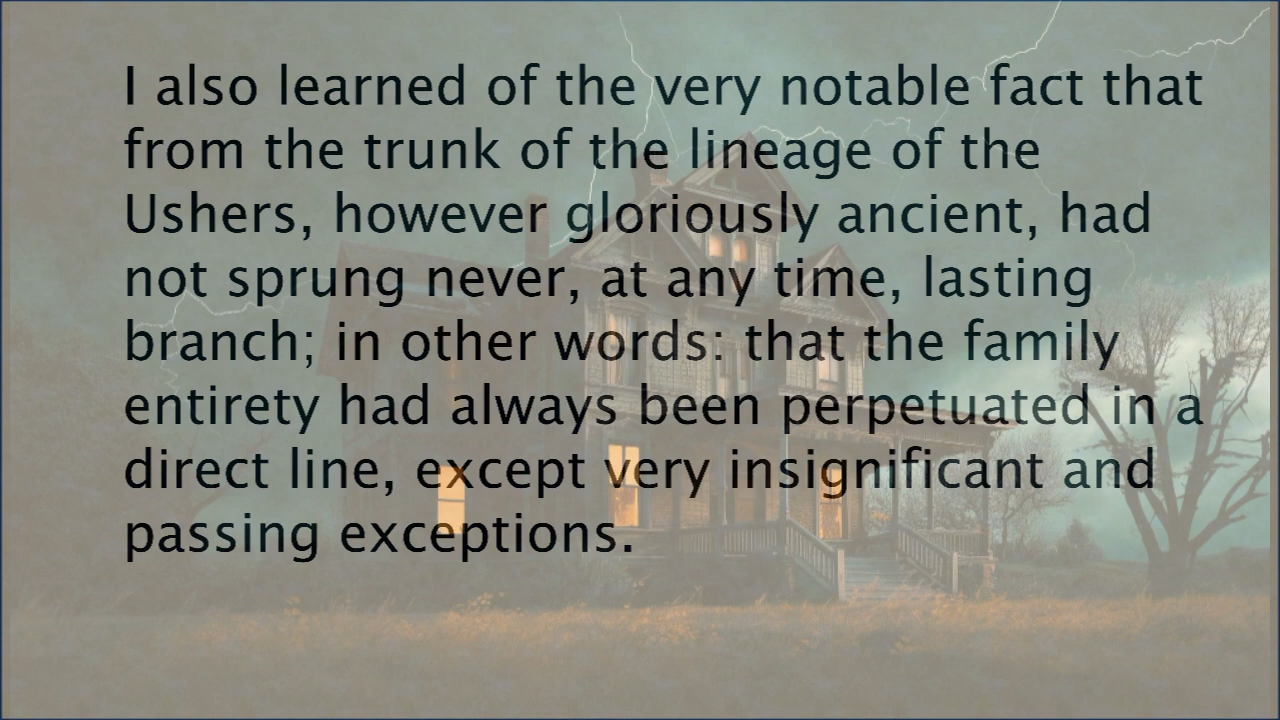 I also learned of the very notable fact that
from the trunk of the lineage of the
Ushers, however gloriously ancient, had
not sprung never, at any time, lasting
branch; in other words: that the family
entirety had always been perpetuated in a
direct line, except very insignificant and
passing exceptions.